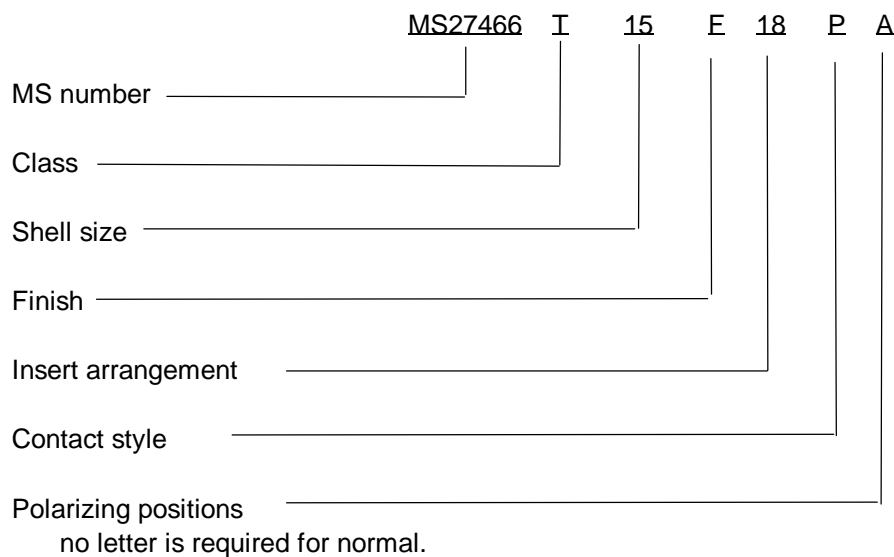 MS27466 T 15 F 18 P A
MS number
Class
Shell size
Finish
Insert arrangement
Contact style
Polarizing positions
no letter is required for normal.